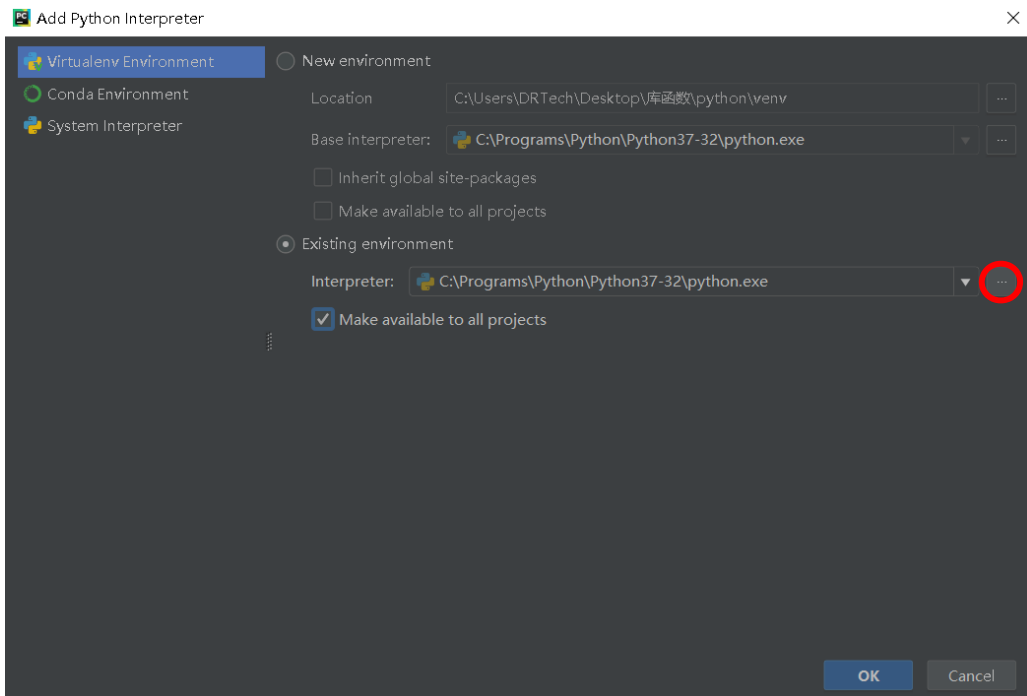 Add Python Interpreter
Virtualenv Environment
Conda Environment
System Interpreter
New environment
Location C:\Users\DRTech\Desktop\库函数\python\venv ...
Base interpreter: C:\Programs\Python\Python37-32\python.exe ...
Inherit global site-packages
Make available to all projects
Existing environment
Interpreter: C:\Programs\Python\Python37-32\python.exe ...
Make available to all projects
OK Cancel